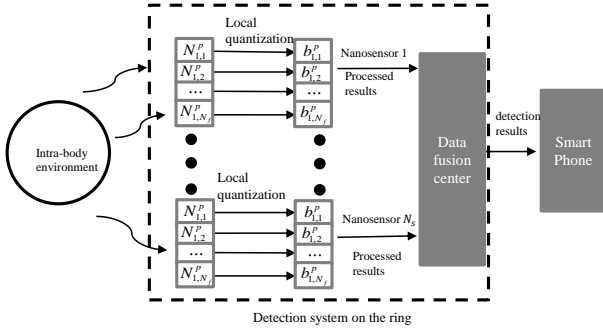 Local
quantization
N^p_{1,1}
N^p_{1,2}
...
N^p_{1,N_f}
b^p_{1,1}
b^p_{1,2}
...
b^p_{1,N_f}
Nanosensor 1
Processed
results
Intra-body
environment
Local
quantization
N^p_{1,1}
N^p_{1,2}
...
N^p_{1,N_f}
b^p_{1,1}
b^p_{1,2}
...
b^p_{1,N_f}
Nanosensor N_s
Processed
results
Data
fusion
center
detection
results
Smart
Phone
Detection system on the ring